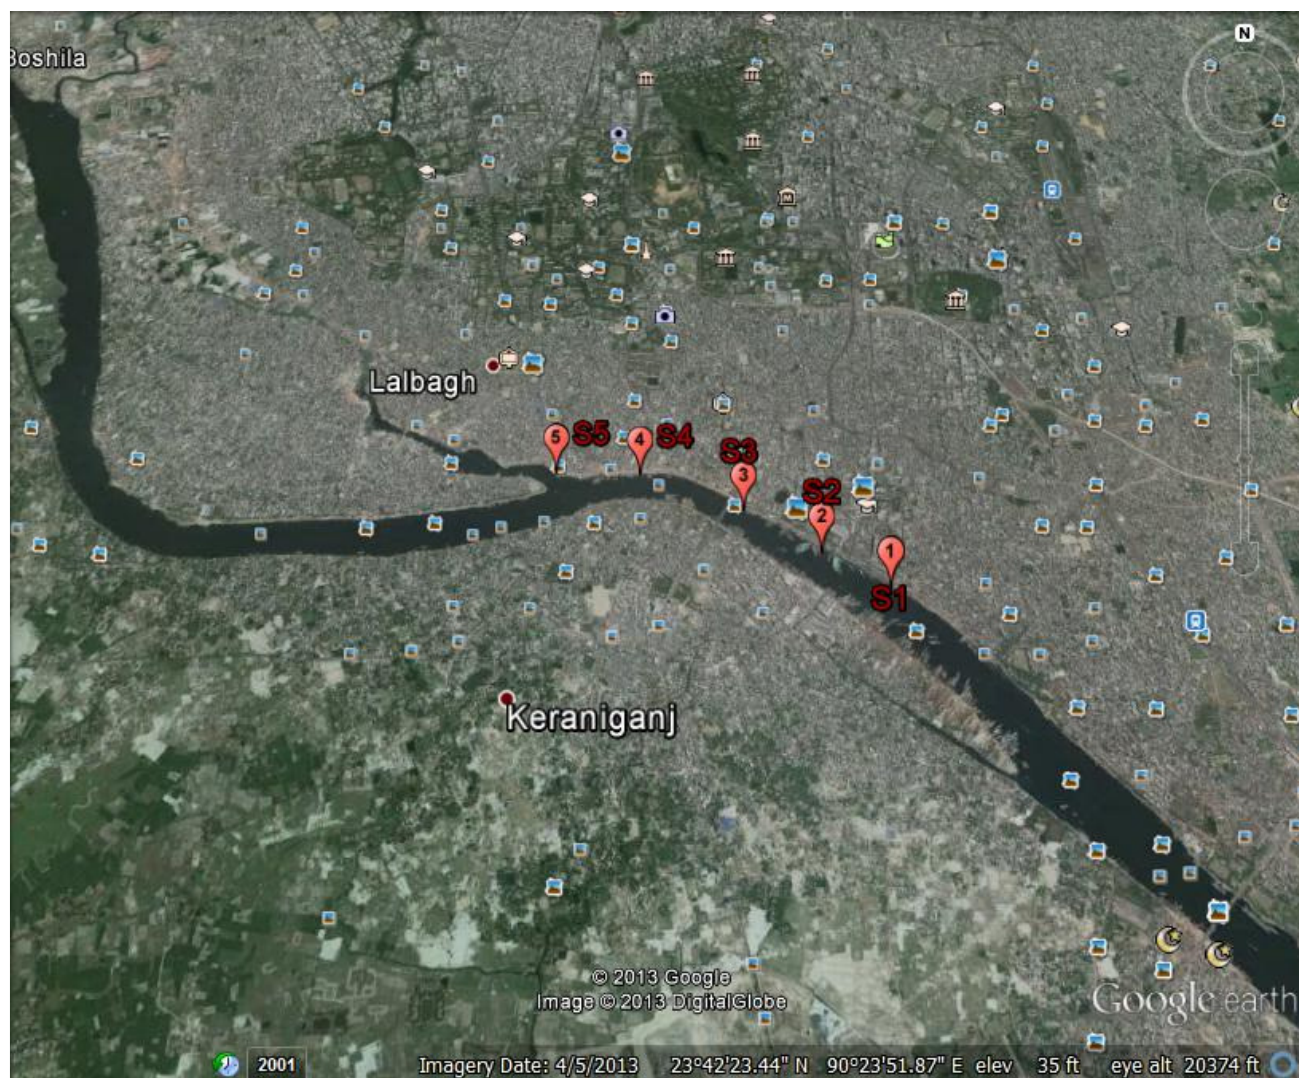 N
Boshila
Lalbagh
5 S5
4 S4
S3
3
S2
2
1
S1
Keraniganj
© 2013 Google
Image © 2013 DigitalGlobe
Google earth
2001
Imagery Date: 4/5/2013 23°42'23.44" N 90°23'51.87" E elev 35 ft eye alt 20374 ft